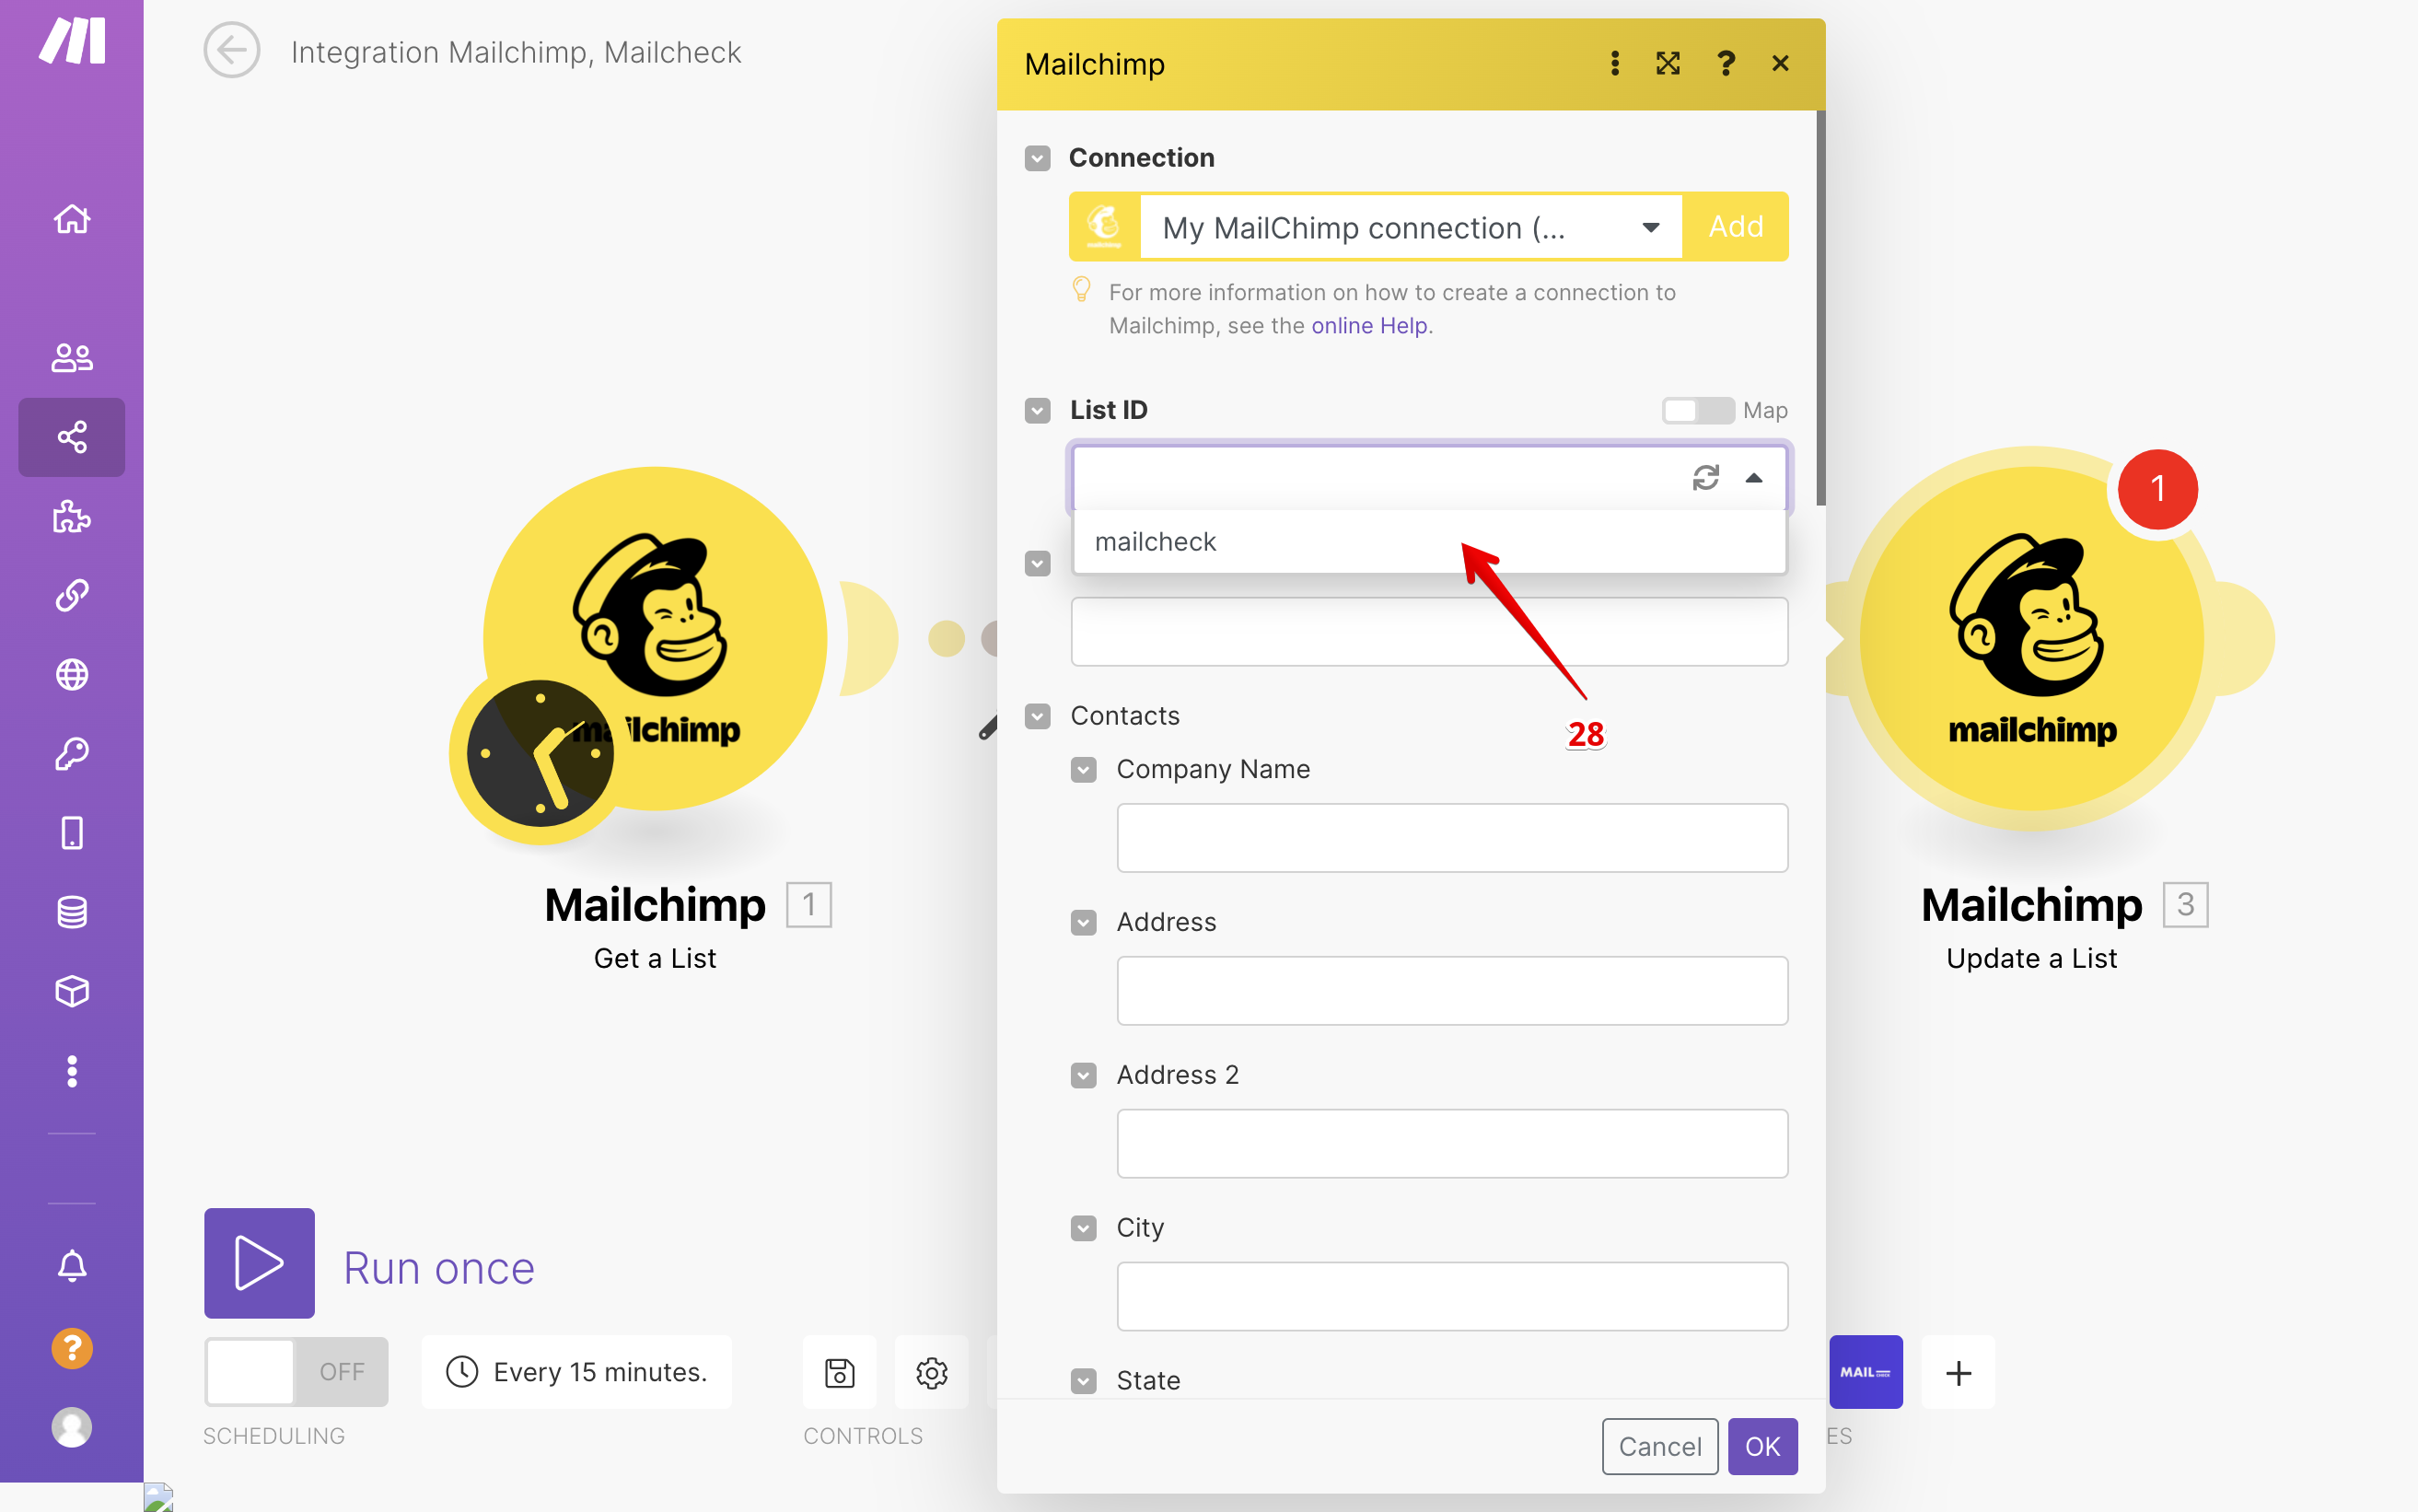 Integration Mailchimp, Mailcheck
Mailchimp
Connection
My MailChimp connection (...
Add
For more information on how to create a connection to
Mailchimp, see the online Help.
List ID
Map
mailcheck
28
Contacts
Company Name
Address
Address 2
City
State
Cancel
OK
mailchimp
Mailchimp 1
Get a List
1
mailchimp
Mailchimp 3
Update a List
Run once
OFF
Every 15 minutes.
SCHEDULING
CONTROLS
MAIL
ES